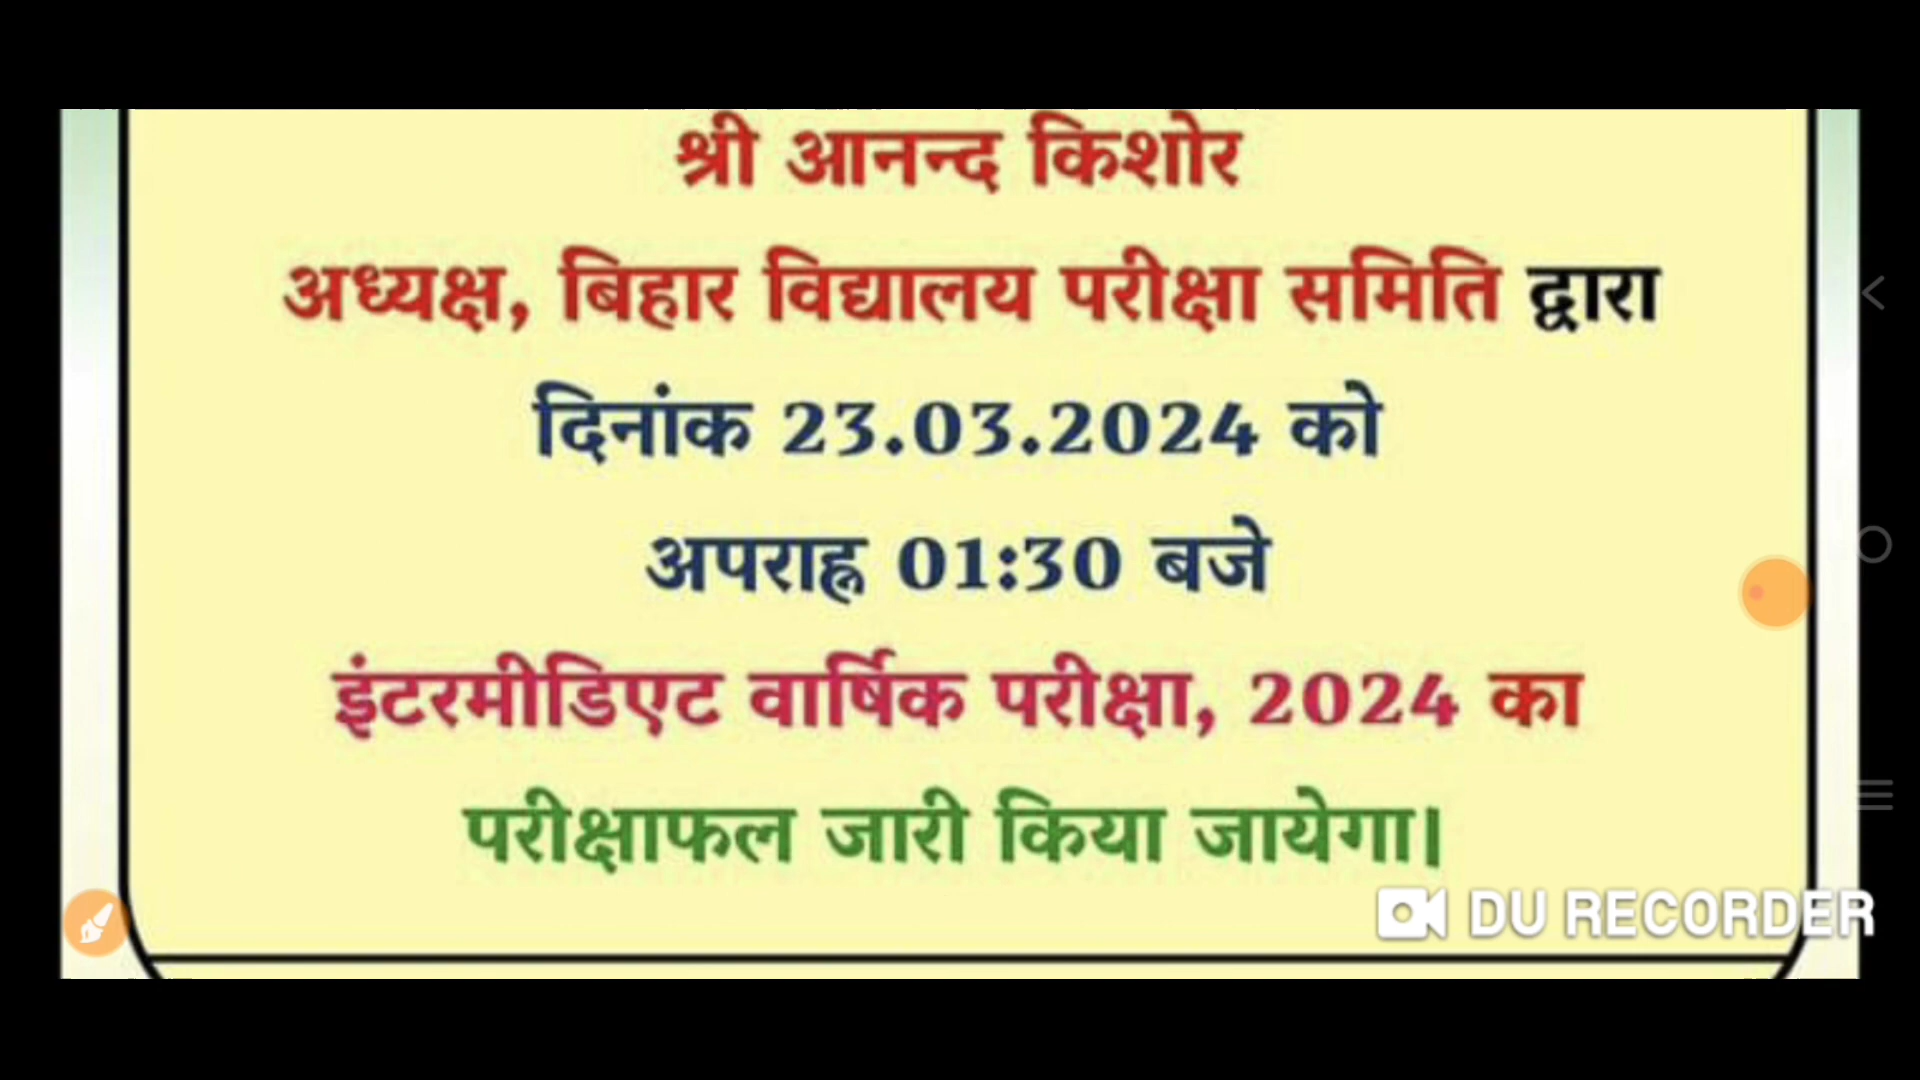 श्री आनन्द किशोर
अध्यक्ष, बिहार विद्यालय परीक्षा समिति द्वारा
दिनांक 23.03.2024 को
अपराह्न 01:30 बजे
इंटरमीडिएट वार्षिक परीक्षा, 2024 का
परीक्षाफल जारी किया जायेगा।
DU RECORDER